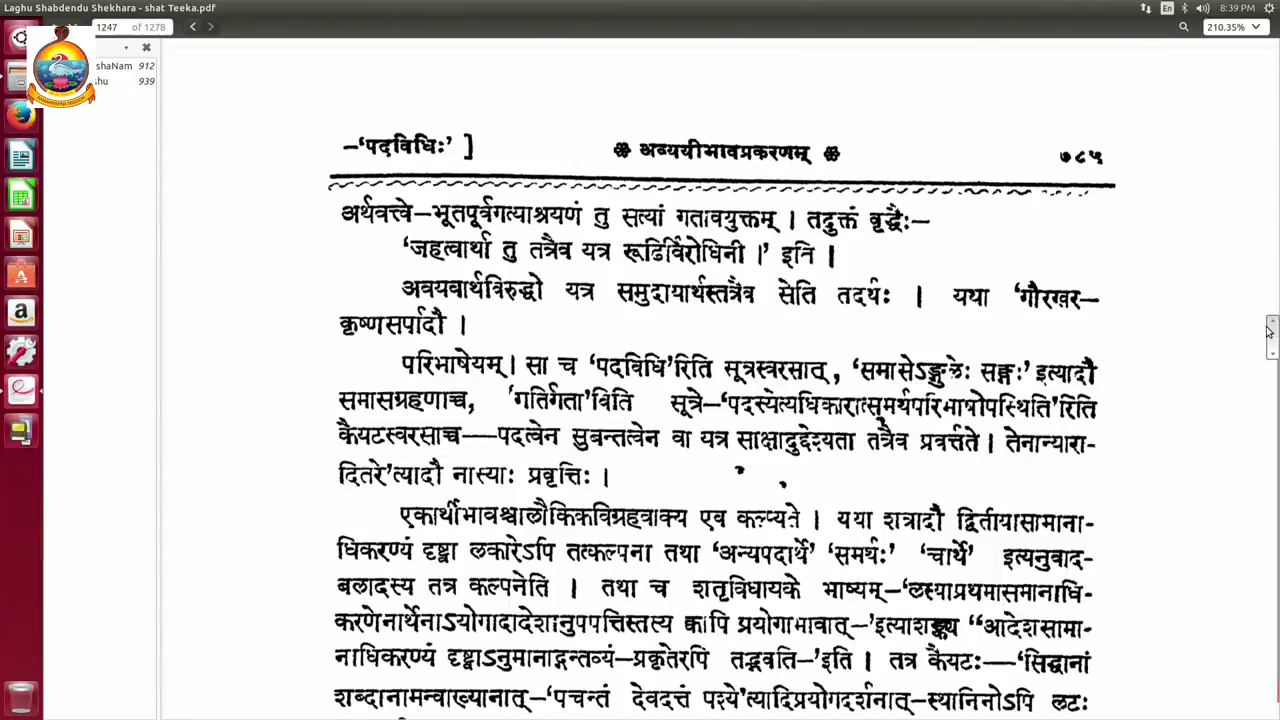 Laghu Shabdendu Shekhara - shat Teeka.pdf
En 8:39 PM
1247 of 1278
210.35%
shaNam 912
shu 939
–'पदविधिः' ] ❁ अव्ययीभावप्रकरणम् ❁ ७८५
अर्थवत्त्वे–भूतपूर्वगत्याश्रयणं तु सत्यां गतावयुक्तम् । तदुक्तं वृद्धैः–
'जहत्वार्था तु तत्रैव यत्र रूढिर्विरोधिनी ।' इति ।
अवयवार्थविरुद्धो यत्र समुदायार्थस्तत्रैव सेति तदर्थः । यथा 'गौरखर–
कृष्णसर्पादौ ।
परिभाषेयम् । सा च 'पदविधि'रिति सूत्रस्वरसात् , 'समासेऽङ्गुलेः सङ्गः' इत्यादौ
समासग्रहणाच्च, 'गतिर्गता'विति सूत्रे–'पदस्येत्यधिकारात्समर्थपरिभाषोपस्थिति'रिति
कैयटस्वरसाच्च––पदत्वेन सुबन्तत्वेन वा यत्र साक्षादुद्देश्यता तत्रैव प्रवर्त्तते । तेनान्यारा-
दितरे'त्यादौ नास्याः प्रवृत्तिः ।
एकार्थीभावश्चालौकिकविग्रहवाक्य एव कल्प्यते । यथा शत्रादौ द्वितीयासामाना-
धिकरण्यं दृष्ट्वा लकारेऽपि तत्कल्पना तथा 'अन्यपदार्थे' 'समर्थः' 'चार्थे' इत्यनुवाद-
बलादस्य तत्र कल्पनेति । तथा च शतृविधायके भाष्यम्–'लस्याप्रथमासमानाधि-
करणेनार्थेनाऽयोगादादेशानुपपत्तिस्तस्य कापि प्रयोगाभावात्–'इत्याशङ्क्य "आदेशसामा-
नाधिकरण्यं दृष्ट्वाऽनुमानाद्गन्तव्यं–प्रकृतेरपि तद्भवति–'इति । तत्र कैयटः––'सिद्धानां
शब्दानामन्वाख्यानात्–'पचन्तं देवदत्तं पश्ये'त्यादिप्रयोगदर्शनात्–स्थानिनोऽपि लटः